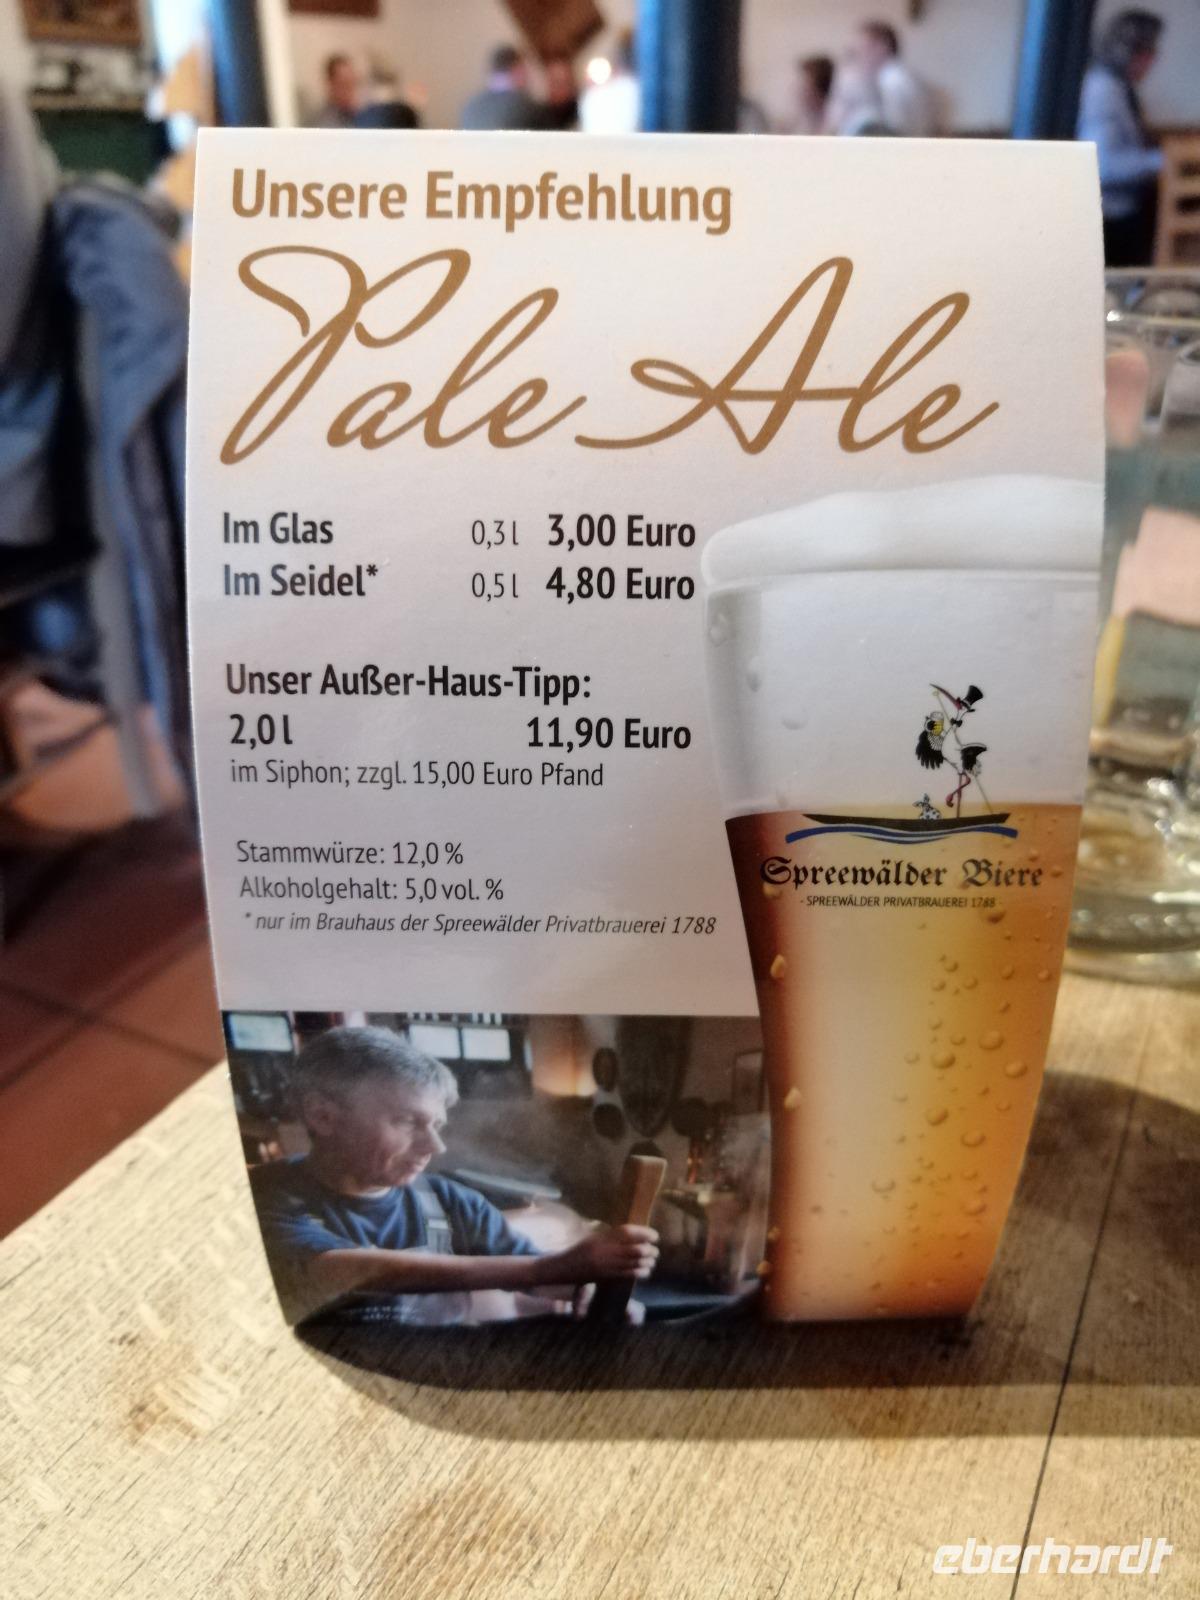 Unsere Empfehlung
Pale Ale
Im Glas 0,3 l 3,00 Euro
Im Seidel* 0,5 l 4,80 Euro
Unser Außer-Haus-Tipp:
2,0 l 11,90 Euro
im Siphon; zzgl. 15,00 Euro Pfand
Stammwürze: 12,0 %
Alkoholgehalt: 5,0 vol. %
* nur im Brauhaus der Spreewälder Privatbrauerei 1788
Spreewälder Biere
- SPREEWÄLDER PRIVATBRAUEREI 1788 -
eberhardt